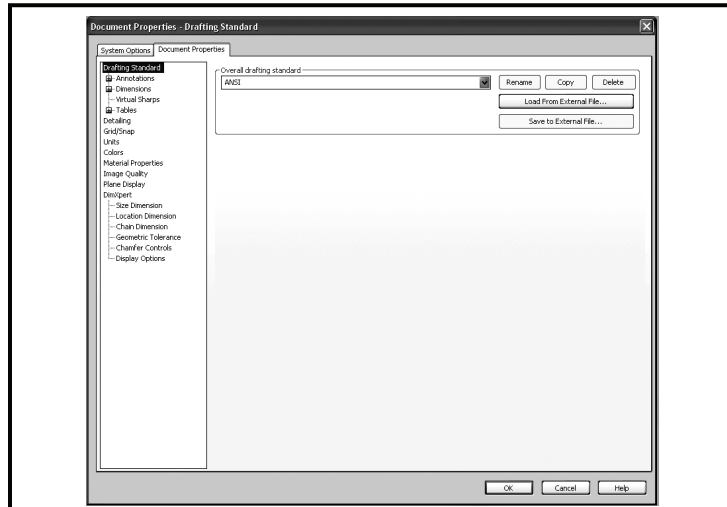 Document Properties - Drafting Standard
System Options
Document Properties
Drafting Standard
Annotations
Dimensions
Virtual Sharps
Tables
Detailing
Grid/Snap
Units
Colors
Material Properties
Image Quality
Plane Display
DimXpert
Size Dimension
Location Dimension
Chain Dimension
Geometric Tolerance
Chamfer Controls
Display Options
Overall drafting standard
ANSI
Rename
Copy
Delete
Load From External File...
Save to External File...
OK
Cancel
Help